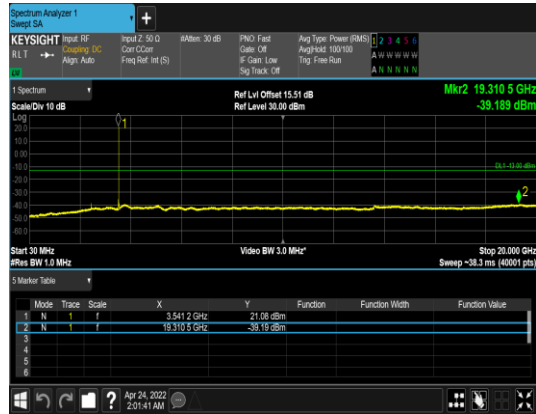 Spectrum Analyzer 1
Swept SA
+
KEYSIGHT Input: RF Input Z: 50 Ω #Atten: 30 dB PNO: Fast Avg Type: Power (RMS) 1 2 3 4 5 6
RLT Coupling: DC Corr CCorr Gate: Off Avg|Hold: 100/100 A W W W W W
Align: Auto Freq Ref: Int (S) IF Gain: Low Trig: Free Run
Sig Track: Off A N N N N N
1 Spectrum Ref Lvl Offset 15.51 dB Mkr2 19.310 5 GHz
Scale/Div 10 dB Ref Level 30.00 dBm -39.189 dBm
Log
1
20.0
10.0
0.00
-10.0 DL1 -13.00 dBm
-20.0
-30.0 2
-40.0
-50.0
-60.0
Start 30 MHz Video BW 3.0 MHz* Stop 20.000 GHz
#Res BW 1.0 MHz Sweep ~38.3 ms (40001 pts)
5 Marker Table
Mode Trace Scale X Y Function Function Width Function Value
1 N 1 f 3.541 2 GHz 21.08 dBm
2 N 1 f 19.310 5 GHz -39.19 dBm
3
4
5
6
? Apr 24, 2022
2:01:41 AM